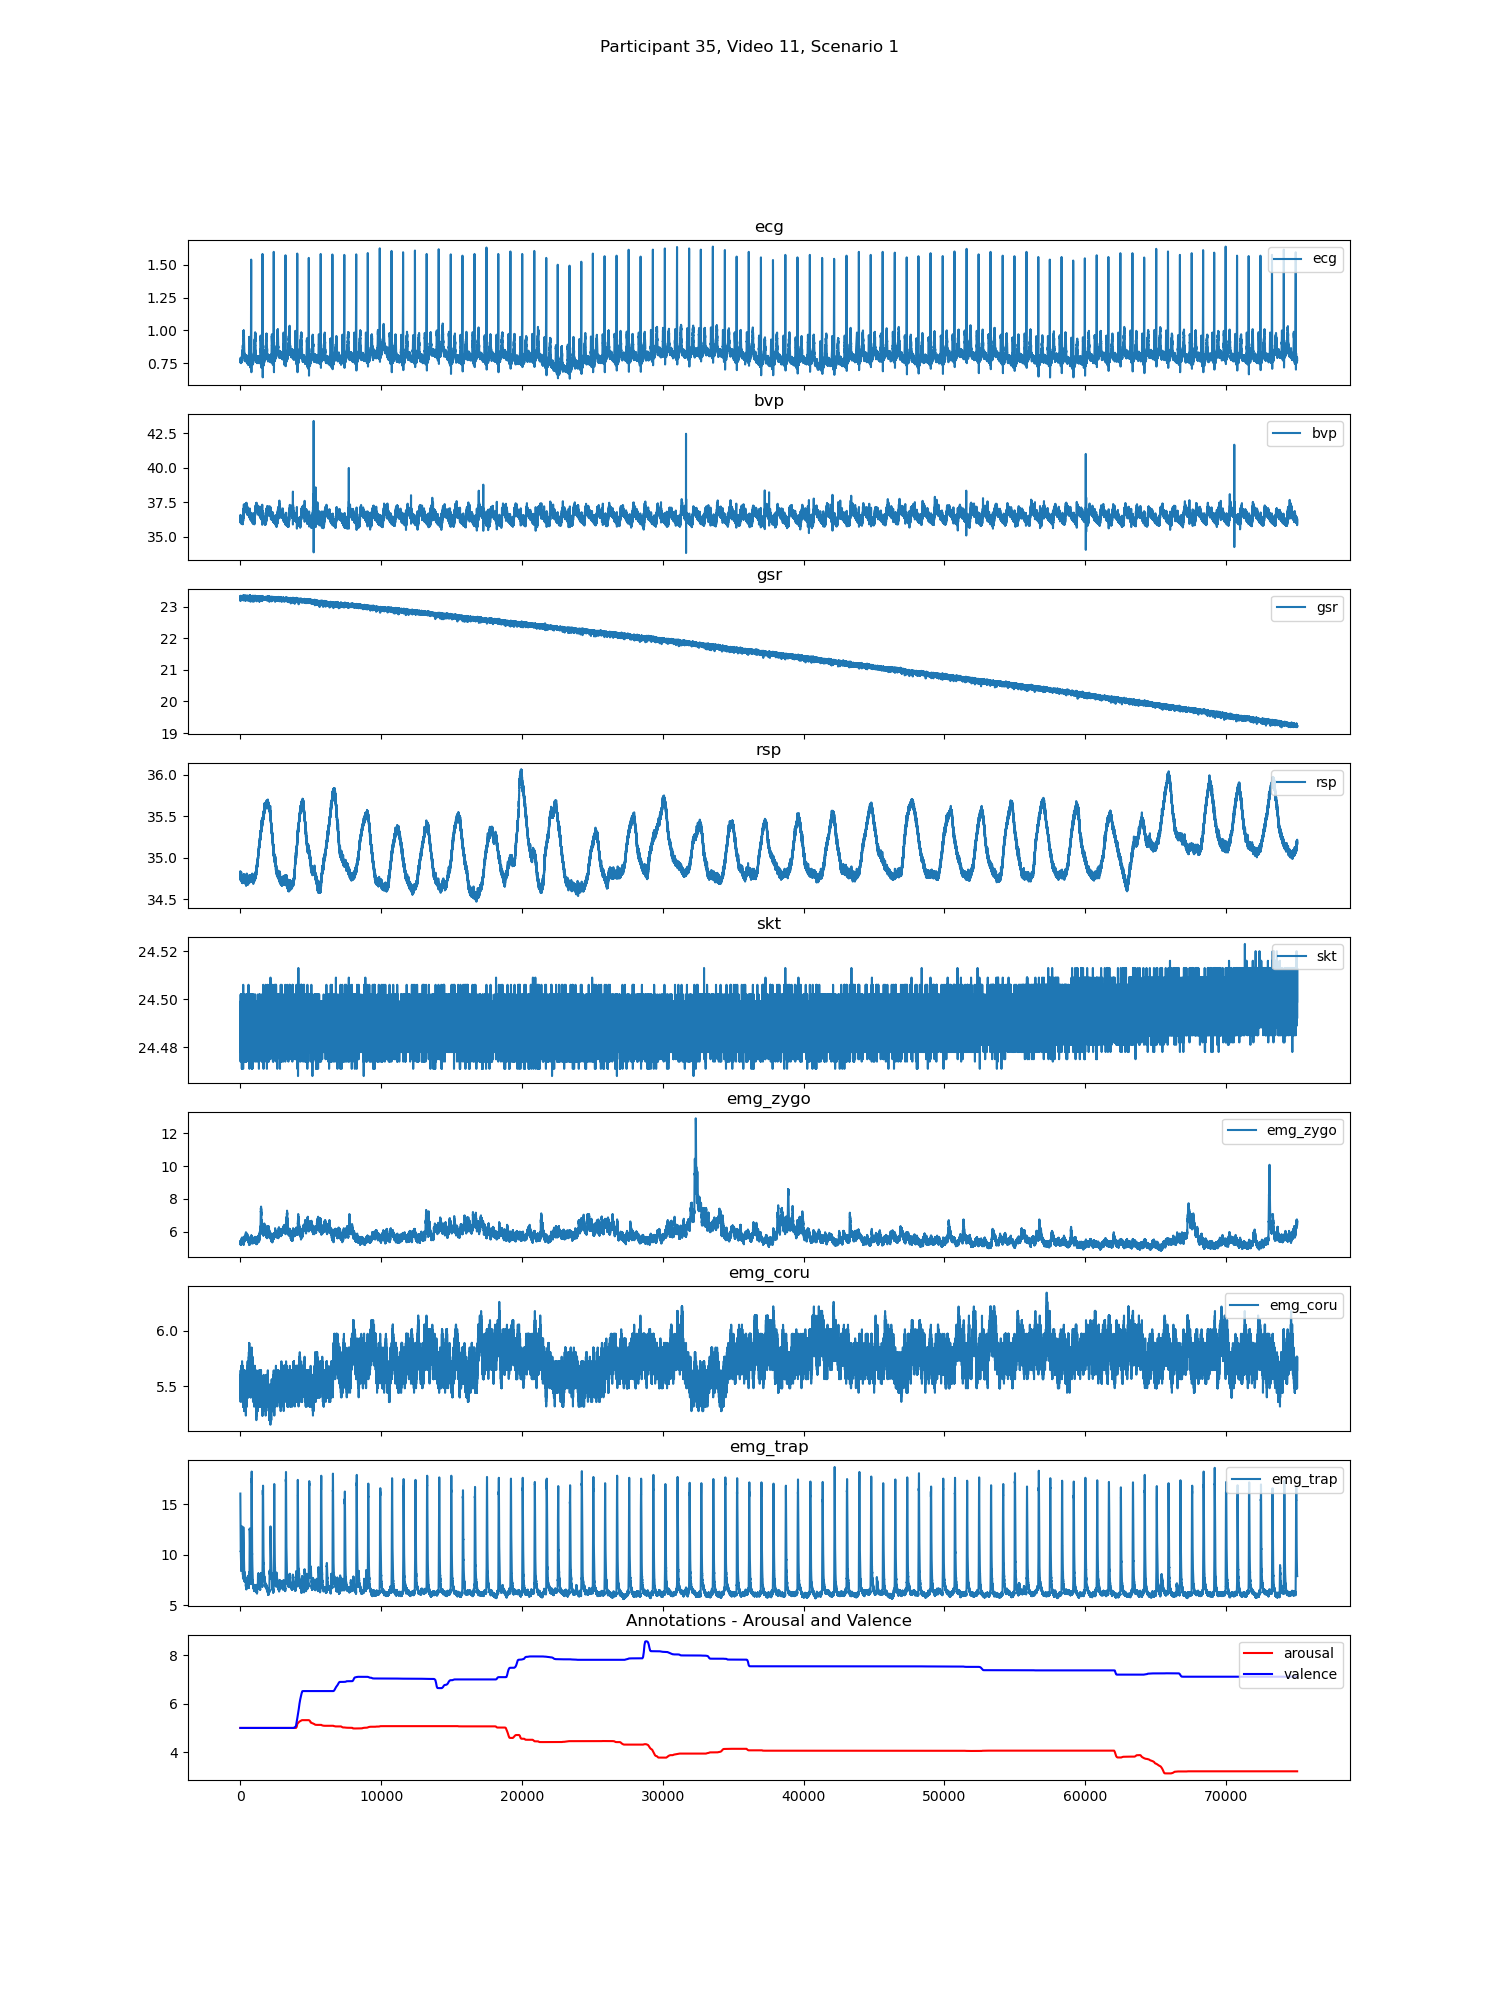 Participant 35, Video 11, Scenario 1
ecg
1.50
1.25
1.00
0.75
ecg
bvp
42.5
40.0
37.5
35.0
bvp
gsr
23
22
21
20
19
gsr
rsp
36.0
35.5
35.0
34.5
rsp
skt
24.52
24.50
24.48
skt
emg_zygo
12
10
8
6
emg_zygo
emg_coru
6.0
5.5
emg_coru
emg_trap
15
10
5
emg_trap
Annotations - Arousal and Valence
8
6
4
arousal
valence
0 10000 20000 30000 40000 50000 60000 70000